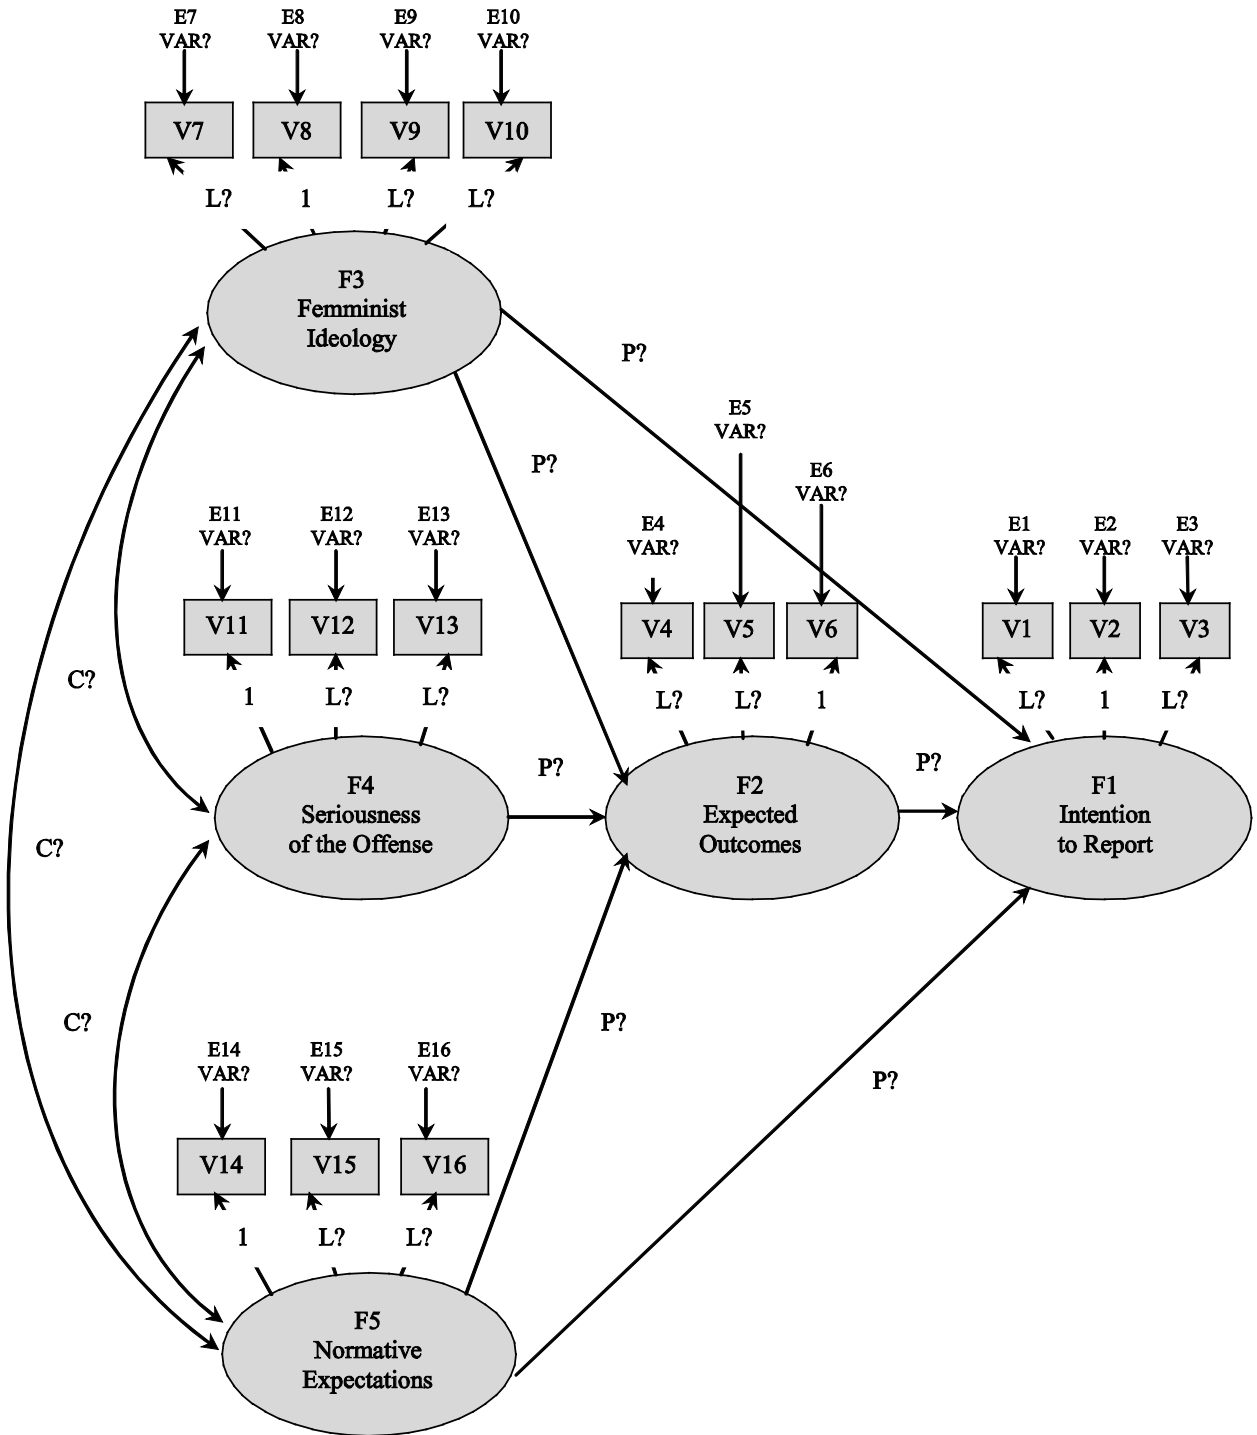 E7
VAR?
E8
VAR?
E9
VAR?
E10
VAR?
V7
V8
V9
V10
L?
1
L?
L?
F3
Femminist
Ideology
P?
P?
E5
VAR?
E6
VAR?
E11
VAR?
E12
VAR?
E13
VAR?
E4
VAR?
E1
VAR?
E2
VAR?
E3
VAR?
V11
V12
V13
V4
V5
V6
V1
V2
V3
C?
1
L?
L?
L?
L?
1
L?
1
L?
P?
P?
F4
Seriousness
of the Offense
F2
Expected
Outcomes
F1
Intention
to Report
C?
C?
P?
P?
E14
VAR?
E15
VAR?
E16
VAR?
V14
V15
V16
1
L?
L?
F5
Normative
Expectations